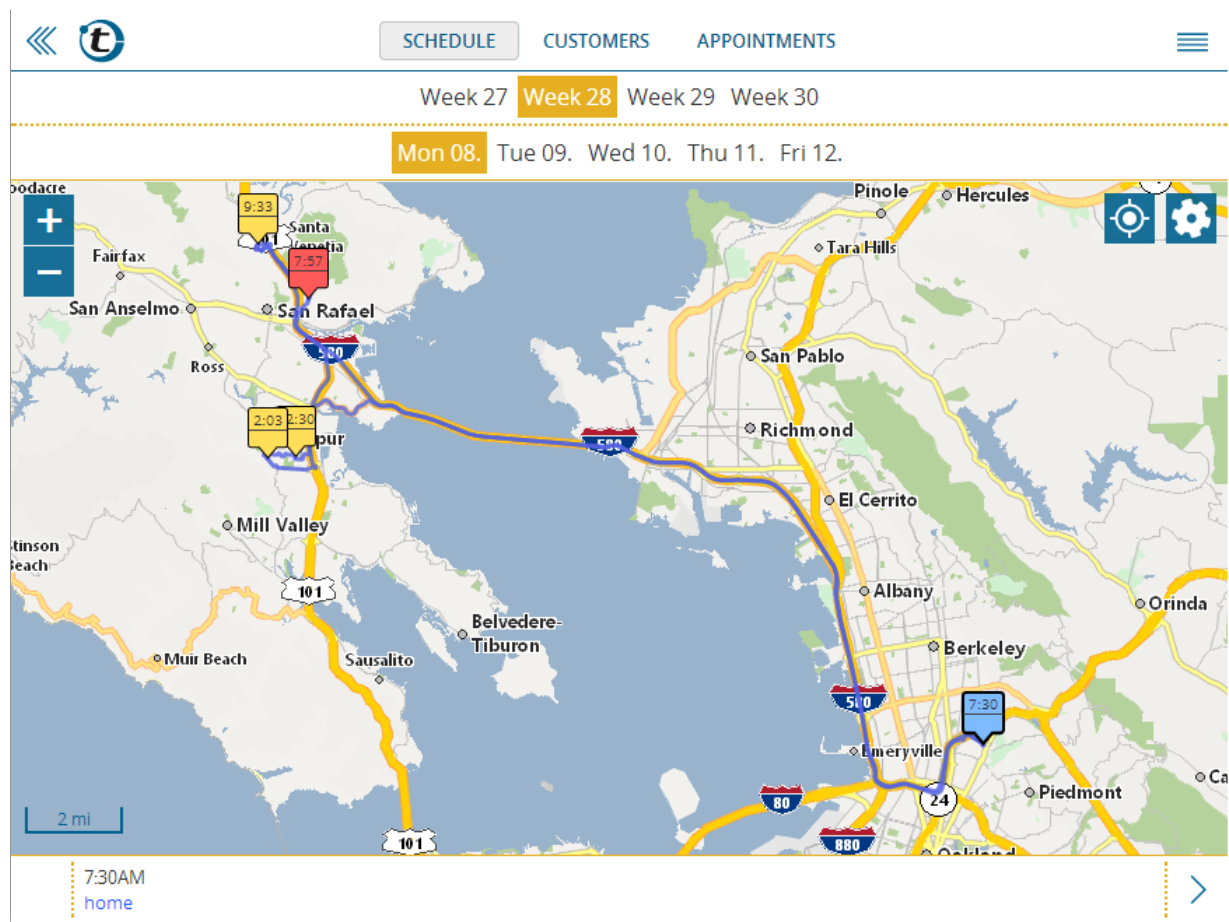 t SCHEDULE CUSTOMERS APPOINTMENTS
Week 27 Week 28 Week 29 Week 30
Mon 08. Tue 09. Wed 10. Thu 11. Fri 12.
Pinole
Hercules
9:33
+
Santa
Fairfax
Tara Hills
7:57
−
San Anselmo
San Rafael
Ross
San Pablo
2:03 2:30
Richmond
580
El Cerrito
Mill Valley
101
Albany
Orinda
Belvedere-
Tiburon
Berkeley
Muir Beach
Sausalito
580
7:30
Emeryville
80
24
Piedmont
2 mi
101
880
Oakland
7:30AM
home